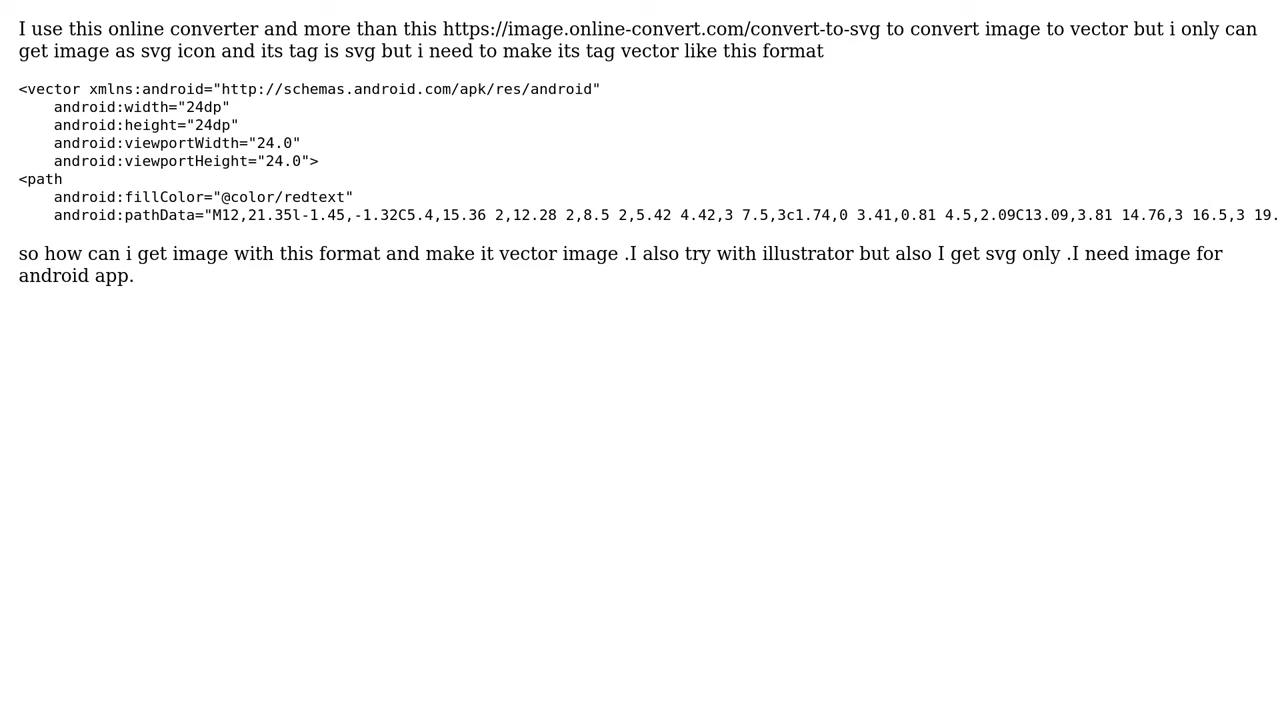 I use this online converter and more than this https://image.online-convert.com/convert-to-svg to convert image to vector but i only can
get image as svg icon and its tag is svg but i need to make its tag vector like this format
<vector xmlns:android="http://schemas.android.com/apk/res/android"
    android:width="24dp"
    android:height="24dp"
    android:viewportWidth="24.0"
    android:viewportHeight="24.0">
<path
    android:fillColor="@color/redtext"
    android:pathData="M12,21.35l-1.45,-1.32C5.4,15.36 2,12.28 2,8.5 2,5.42 4.42,3 7.5,3c1.74,0 3.41,0.81 4.5,2.09C13.09,3.81 14.76,3 16.5,3 19.
so how can i get image with this format and make it vector image .I also try with illustrator but also I get svg only .I need image for
android app.